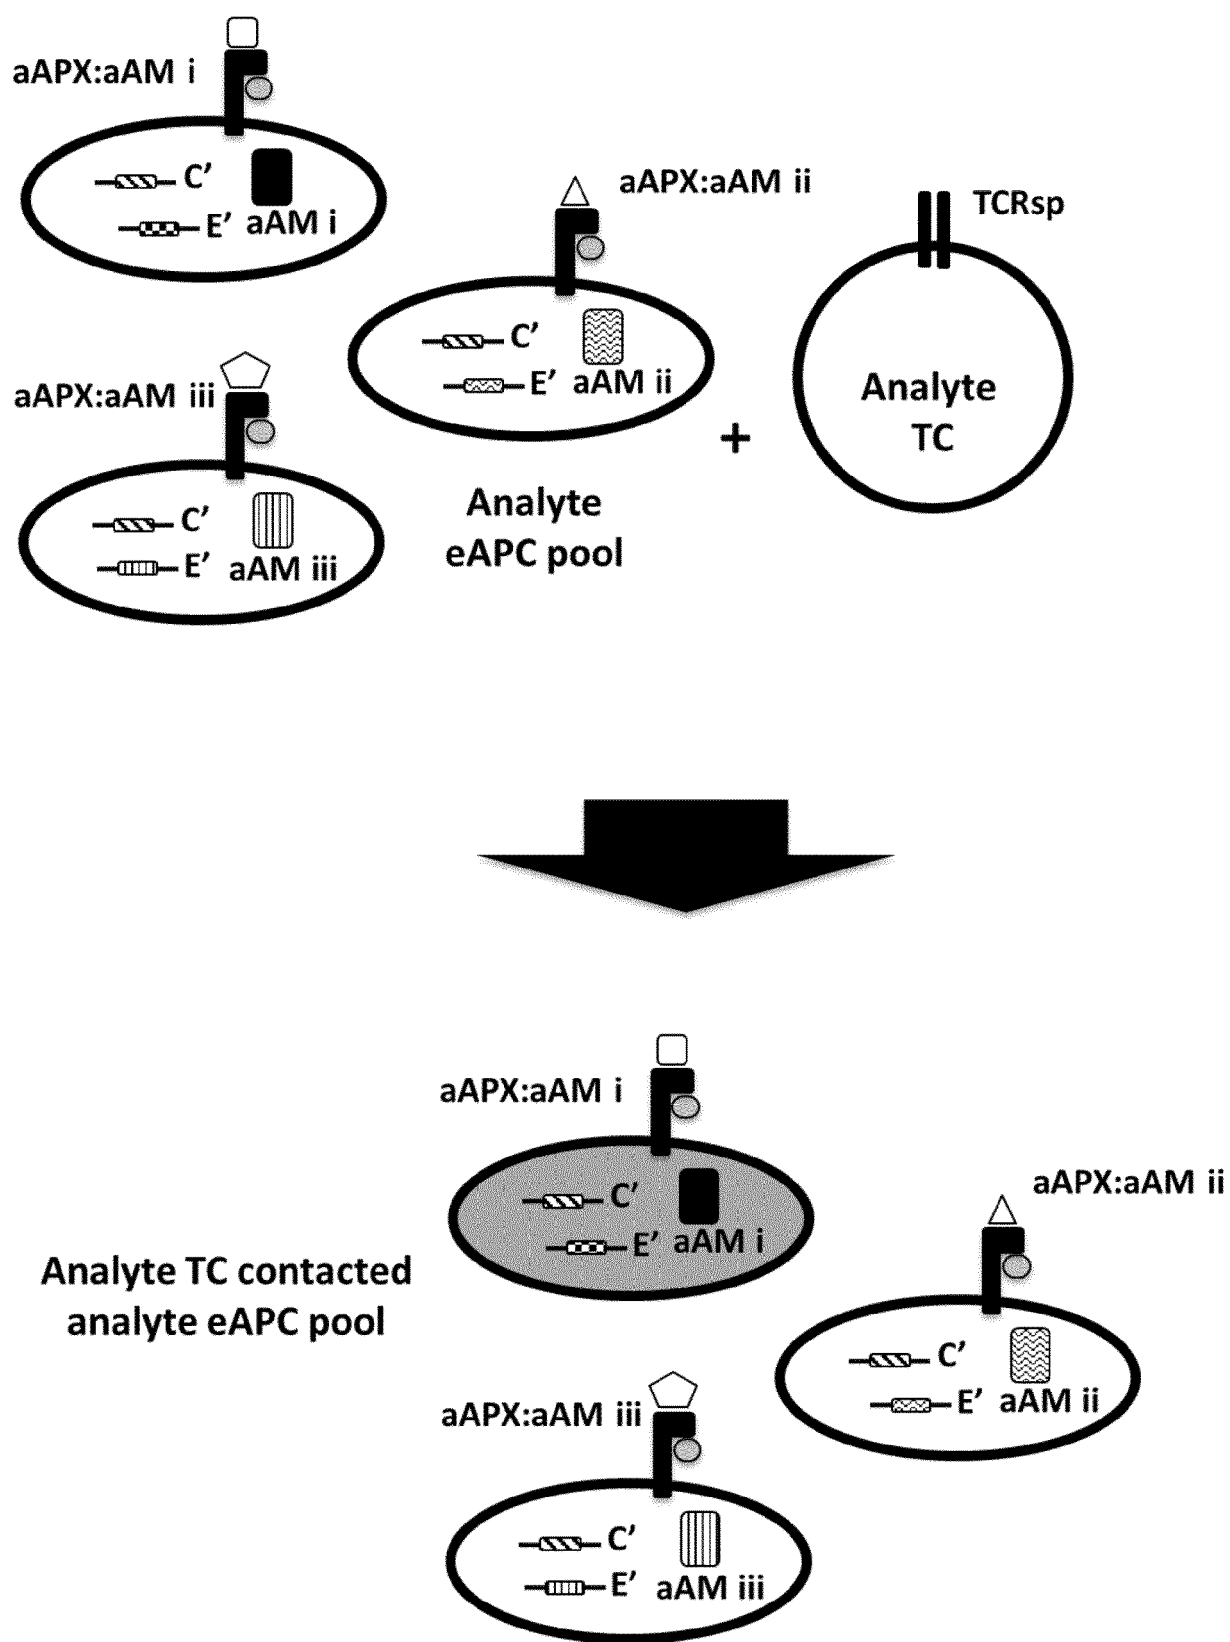 aAPX:aAM i
C’
E’ aAM i
aAPX:aAM ii
C’
E’ aAM ii
TCRsp
Analyte
TC
+
aAPX:aAM iii
C’
E’ aAM iii
Analyte
eAPC pool
aAPX:aAM i
C’
E’ aAM i
aAPX:aAM ii
C’
E’ aAM ii
Analyte TC contacted
analyte eAPC pool
aAPX:aAM iii
C’
E’ aAM iii